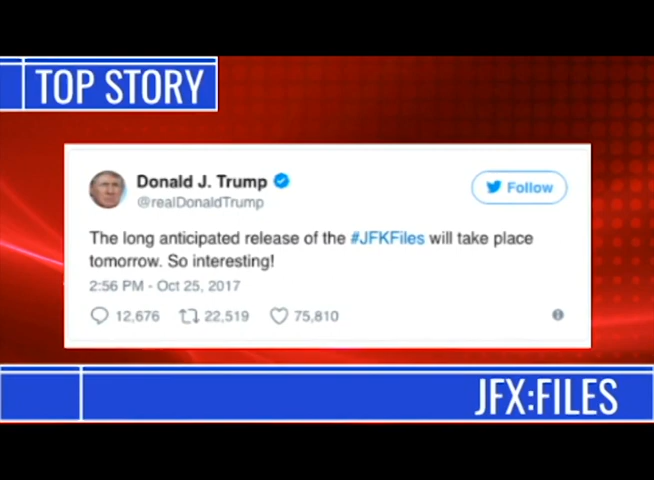 TOP STORY
Donald J. Trump
@realDonaldTrump
Follow
The long anticipated release of the #JFKFiles will take place
tomorrow. So interesting!
2:56 PM - Oct 25, 2017
12,676 22,519 75,810
JFX:FILES